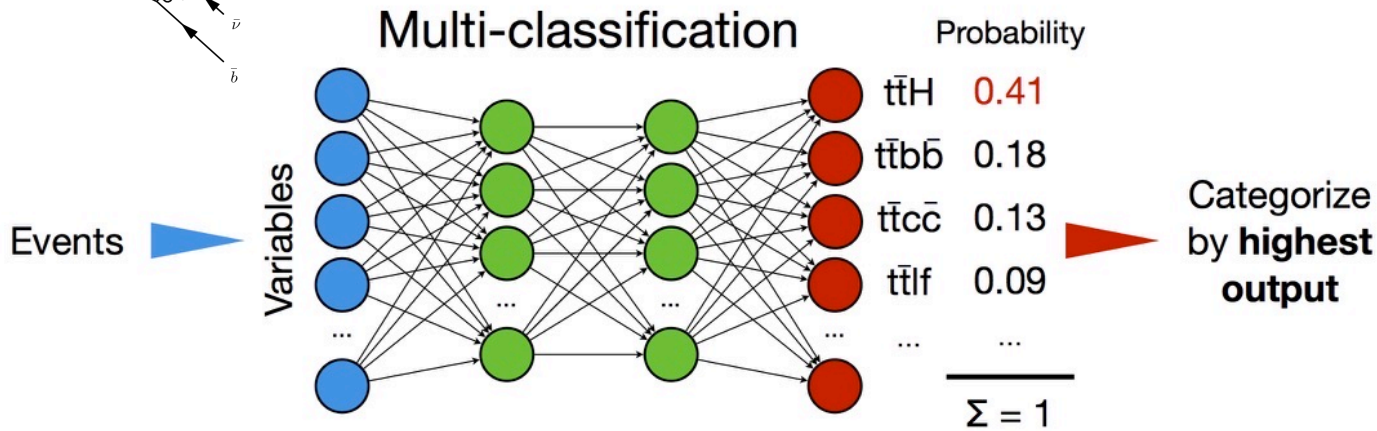 ν̄
b̄
Multi-classification
Probability
Events
Variables
...
...
...
...
tt̄H 0.41
tt̄bb̄ 0.18
tt̄cc̄ 0.13
tt̄lf 0.09
... ...
Σ = 1
Categorize
by highest
output